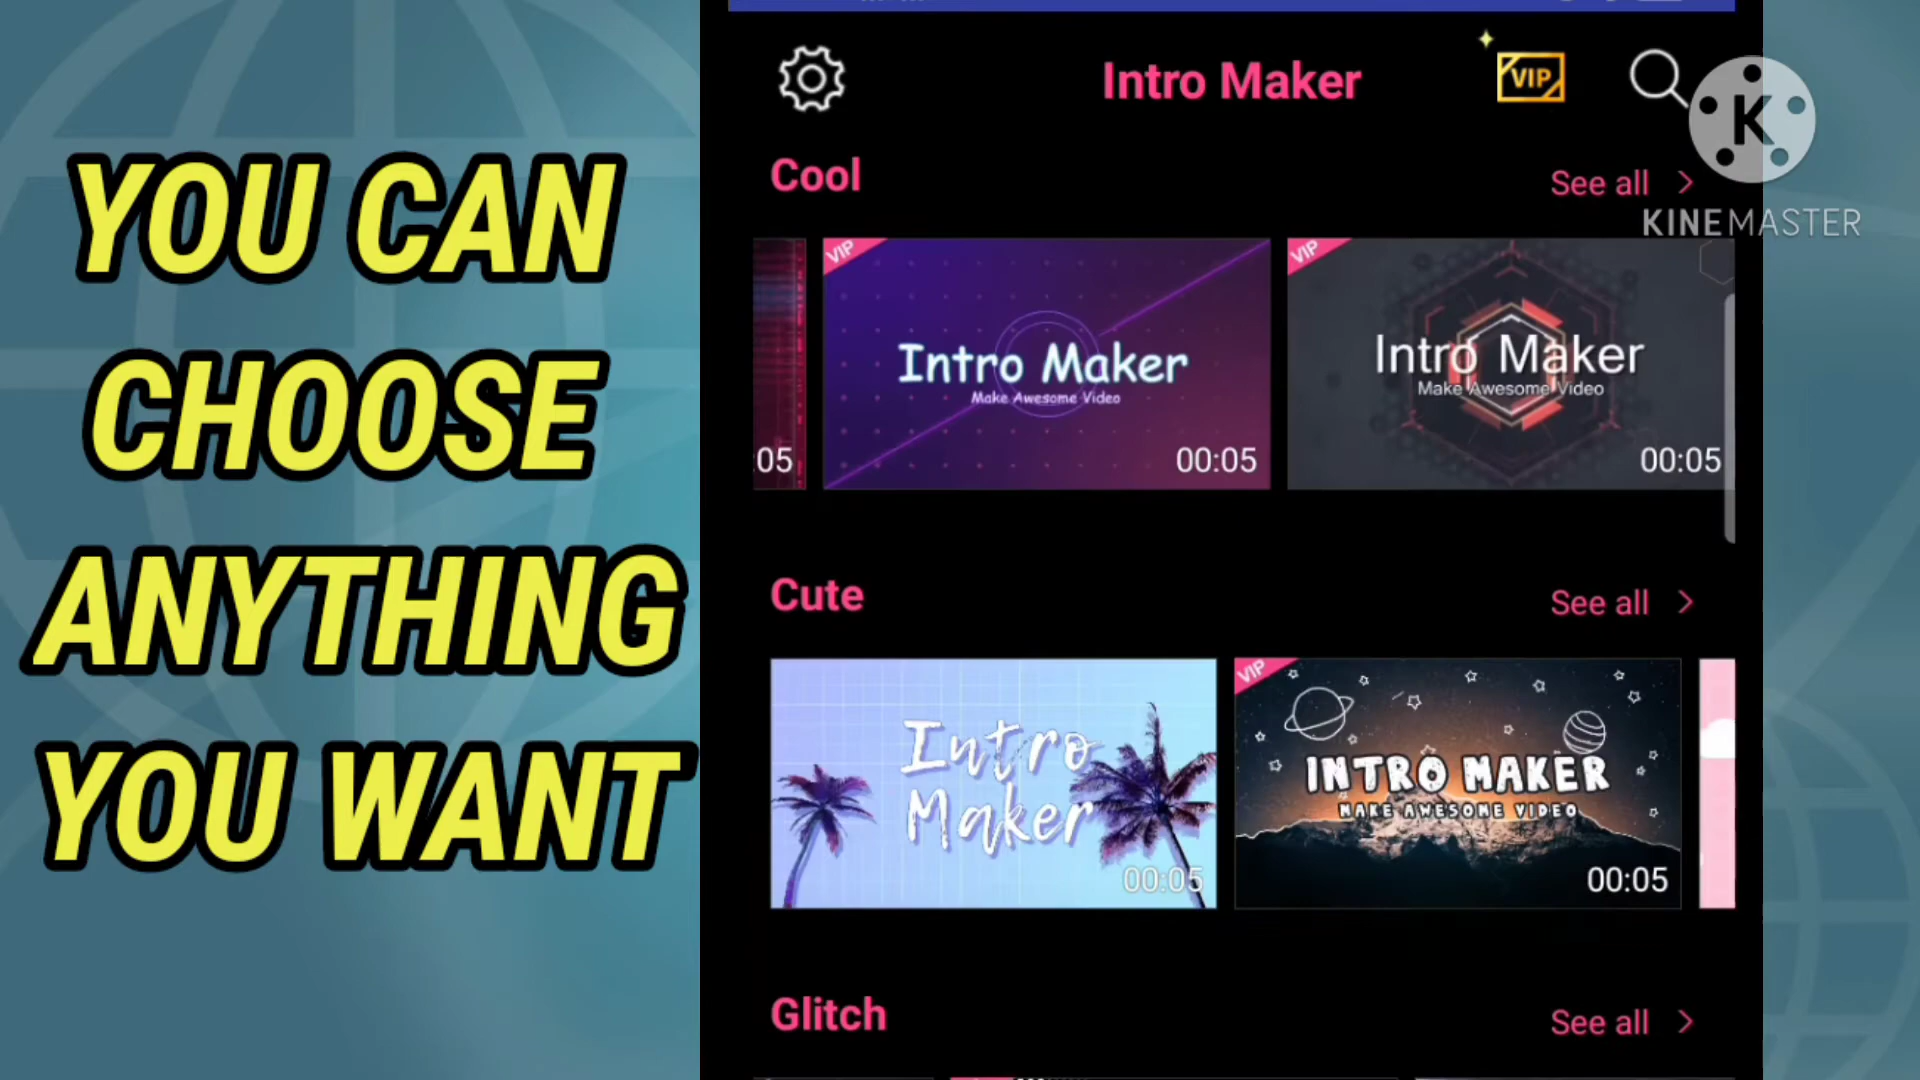 YOU CAN
CHOOSE
ANYTHING
YOU WANT
Intro Maker
VIP
K
KINEMASTER
Cool
See all
:05
VIP
Intro Maker
Make Awesome Video
00:05
VIP
Intro Maker
Make Awesome Video
00:05
Cute
See all
Intro
Maker
00:05
VIP
INTRO MAKER
MAKE AWESOME VIDEO
00:05
Glitch
See all